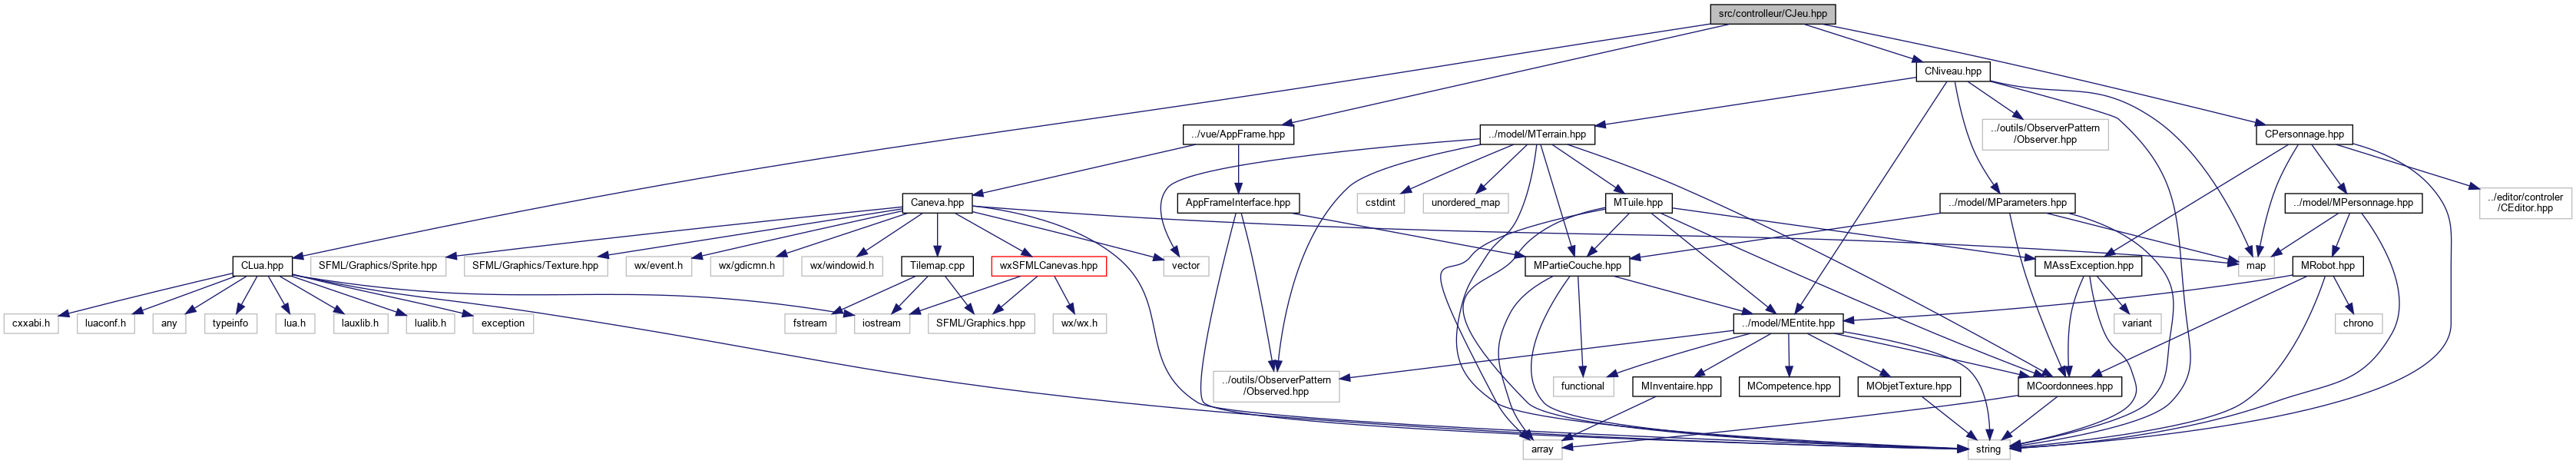 src/controlleur/CJeu.hpp
CNiveau.hpp
../vue/AppFrame.hpp
../model/MTerrain.hpp
../outils/ObserverPattern
/Observer.hpp
CPersonnage.hpp
Caneva.hpp
AppFrameInterface.hpp
cstdint
unordered_map
MTuile.hpp
../model/MParameters.hpp
../model/MPersonnage.hpp
../editor/controler
/CEditor.hpp
CLua.hpp
SFML/Graphics/Sprite.hpp
SFML/Graphics/Texture.hpp
wx/event.h
wx/gdicmn.h
wx/windowid.h
Tilemap.cpp
wxSFMLCanevas.hpp
vector
MPartieCouche.hpp
MAssException.hpp
map
MRobot.hpp
cxxabi.h
luaconf.h
any
typeinfo
lua.h
lauxlib.h
lualib.h
exception
fstream
iostream
SFML/Graphics.hpp
wx/wx.h
../model/MEntite.hpp
variant
chrono
../outils/ObserverPattern
/Observed.hpp
functional
MInventaire.hpp
MCompetence.hpp
MObjetTexture.hpp
MCoordonnees.hpp
array
string